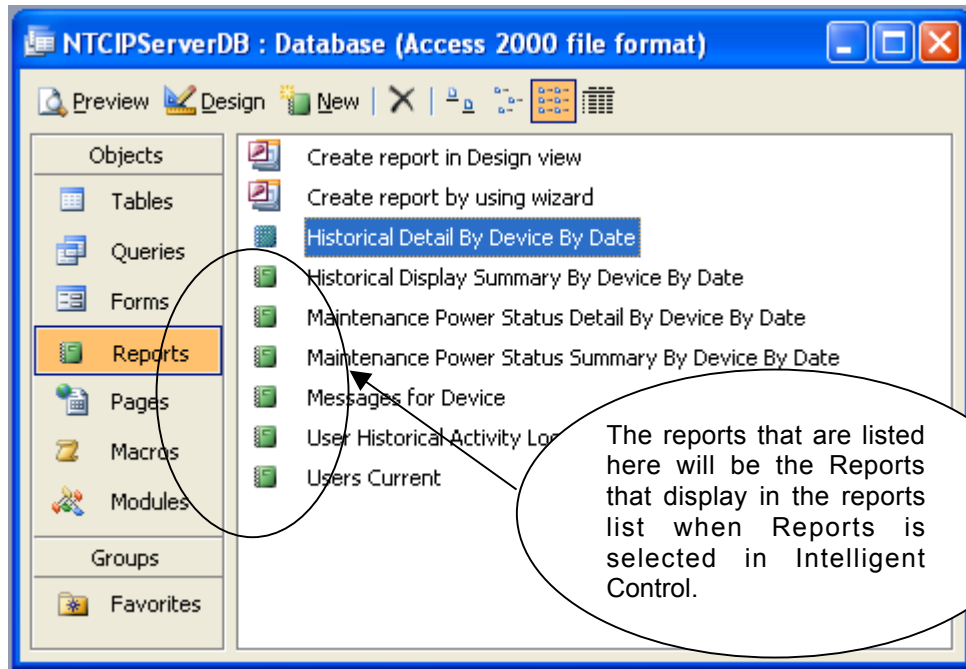 NTCIPServerDB : Database (Access 2000 file format)
Preview Design New
Objects
Tables
Queries
Forms
Reports
Pages
Macros
Modules
Groups
Favorites
Create report in Design view
Create report by using wizard
Historical Detail By Device By Date
Historical Display Summary By Device By Date
Maintenance Power Status Detail By Device By Date
Maintenance Power Status Summary By Device By Date
Messages for Device
User Historical Activity
Users Current
The reports that are listed
here will be the Reports
that display in the reports
list when Reports is
selected in Intelligent
Control.